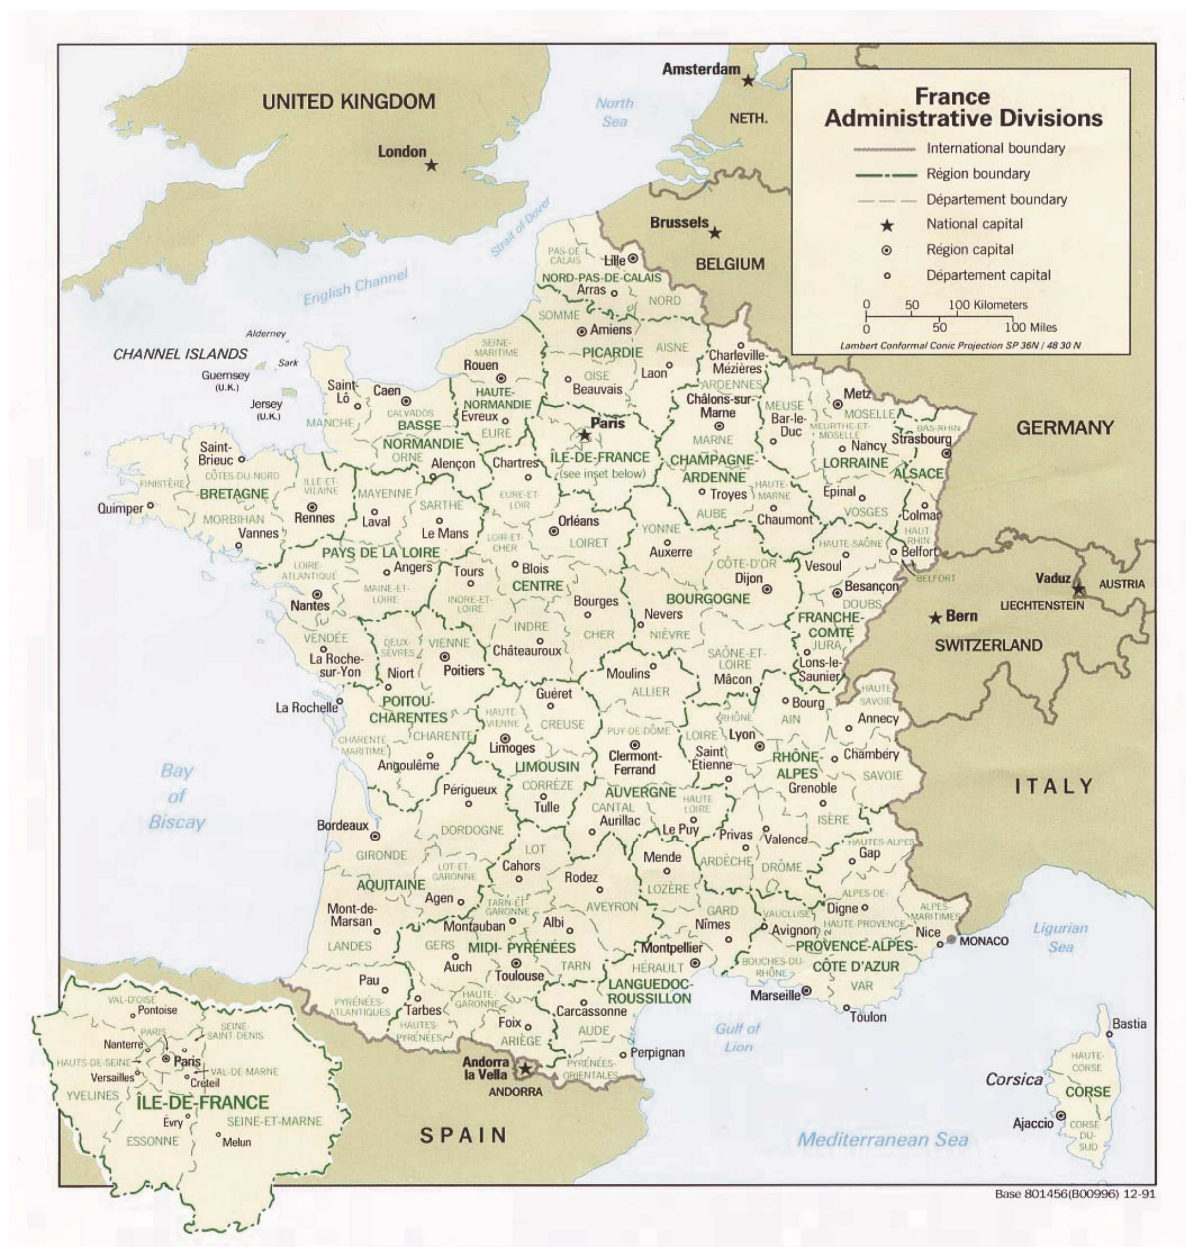 Amsterdam
NETH.
North
Sea
UNITED KINGDOM
London
Strait of Dover
English Channel
Brussels
BELGIUM
France
Administrative Divisions
International boundary
Région boundary
Département boundary
National capital
Région capital
Département capital
0 50 100 Kilometers
0 50 100 Miles
Lambert Conformal Conic Projection SP 36N / 48 30 N
Alderney
CHANNEL ISLANDS
Sark
Guernsey
(U.K.)
Jersey
(U.K.)
PAS-DE-
CALAIS
Lille
NORD-PAS-DE-CALAIS
Arras
NORD
SOMME
Amiens
PICARDIE
AISNE
OISE
Beauvais
Laon
SEINE-
MARITIME
Rouen
HAUTE-
NORMANDIE
Evreux
EURE
Charleville-
Mézières
ARDENNES
Châlons-sur-
Marne
MARNE
CHAMPAGNE-
ARDENNE
Troyes
HAUTE-
MARNE
AUBE
Chaumont
MEUSE
Bar-le-
Duc
Metz
MOSELLE
MEURTHE-ET-
MOSELLE
Nancy
LORRAINE
Epinal
VOSGES
BAS-RHIN
Strasbourg
ALSACE
Colmar
HAUT
RHIN
GERMANY
Saint-
Lô
Caen
CALVADOS
MANCHE
BASSE
NORMANDIE
ORNE
Alençon
Paris
ÎLE-DE-FRANCE
(see inset below)
Saint-
Brieuc
CÔTES-DU-NORD
FINISTÈRE
BRETAGNE
ILLE-ET-
VILAINE
Quimper
MORBIHAN
Vannes
Rennes
MAYENNE
Laval
SARTHE
Le Mans
PAYS DE LA LOIRE
LOIRE-
ATLANTIQUE
Angers
MAINE-ET-
LOIRE
Nantes
VENDÉE
La Roche-
sur-Yon
Chartres
EURE-ET-
LOIR
Orléans
LOIRET
LOIR-ET-
CHER
Blois
Tours
CENTRE
INDRE-ET-
LOIRE
Bourges
INDRE
CHER
Châteauroux
YONNE
Auxerre
CÔTE-D'OR
Dijon
BOURGOGNE
Nevers
NIÈVRE
SAÔNE-ET-
LOIRE
Mâcon
HAUTE-SAÔNE
Vesoul
Belfort
BELFORT
Besançon
DOUBS
FRANCHE-
COMTÉ
JURA
Lons-le-
Saunier
Vaduz
AUSTRIA
LIECHTENSTEIN
Bern
SWITZERLAND
ITALY
DEUX-
SÈVRES
VIENNE
Niort
Poitiers
La Rochelle
POITOU-
CHARENTES
CHARENTE
MARITIME
CHARENTE
Angoulême
Guéret
HAUTE
VIENNE
CREUSE
Limoges
LIMOUSIN
CORRÈZE
Tulle
Moulins
ALLIER
PUY-DE-DÔME
Clermont-
Ferrand
AUVERGNE
CANTAL
HAUTE
LOIRE
Aurillac
Le Puy
LOIRE
RHÔNE
Lyon
Saint
Étienne
Bourg
AIN
HAUTE
SAVOIE
Annecy
Chambéry
RHÔNE-
ALPES
SAVOIE
Grenoble
ISÈRE
Privas
Valence
ARDÈCHE
DRÔME
Bay
of
Biscay
Bordeaux
GIRONDE
Périgueux
DORDOGNE
LOT-ET-
GARONNE
AQUITAINE
Agen
Mont-de-
Marsan
LANDES
Pau
PYRÉNÉES-
ATLANTIQUES
LOT
Cahors
Rodez
TARN-ET-
GARONNE
AVEYRON
Montauban
Albi
GERS
MIDI-PYRÉNÉES
Auch
Toulouse
TARN
HAUTE-
GARONNE
Tarbes
HAUTES-
PYRÉNÉES
Foix
ARIÈGE
Mende
LOZÈRE
GARD
Nîmes
Montpellier
HÉRAULT
LANGUEDOC-
ROUSSILLON
Carcassonne
AUDE
Perpignan
PYRÉNÉES-
ORIENTALES
HAUTES-ALPES
Gap
ALPES-DE-
HAUTE-PROVENCE
Digne
ALPES-
MARITIMES
Nice
MONACO
VAUCLUSE
Avignon
PROVENCE-ALPES-
CÔTE D'AZUR
BOUCHES-DU-
RHÔNE
VAR
Marseille
Toulon
Ligurian
Sea
Gulf of
Lion
Andorra
la Vella
ANDORRA
SPAIN
Mediterranean Sea
Bastia
HAUTE-
CORSE
Corsica
CORSE
Ajaccio
CORSE
DU-
SUD
VAL-D'OISE
Pontoise
PARIS
SEINE-
SAINT-DENIS
Nanterre
HAUTS-DE-SEINE
Paris
Versailles
VAL-DE MARNE
Créteil
YVELINES
ÎLE-DE-FRANCE
Évry
SEINE-ET-MARNE
ESSONNE
Melun
Base 801456(B00996) 12-91